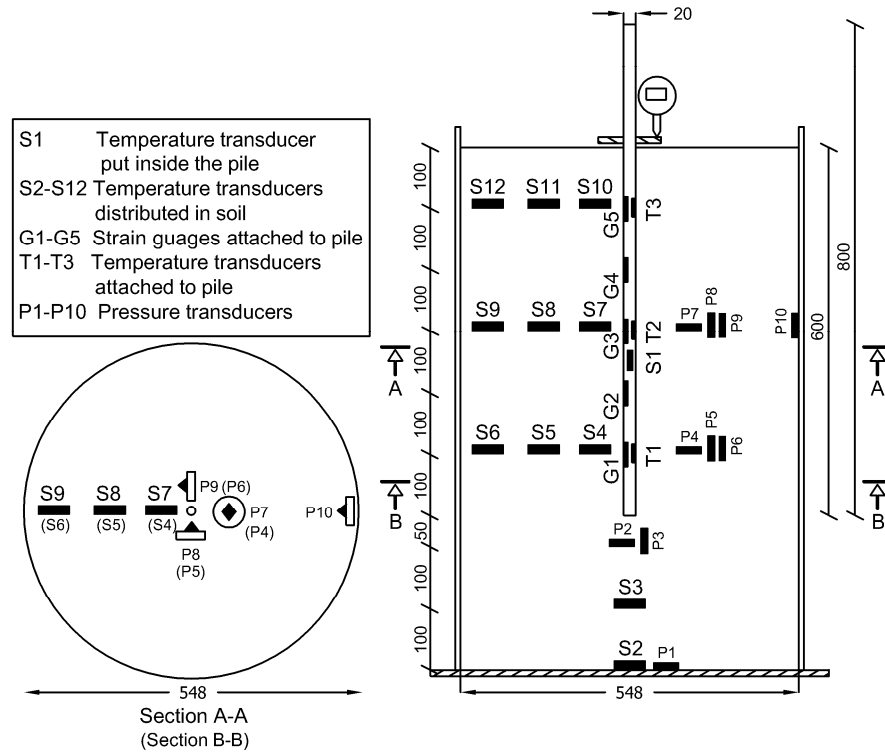 20
S1 Temperature transducer
put inside the pile
S2-S12 Temperature transducers
distributed in soil
G1-G5 Strain guages attached to pile
T1-T3 Temperature transducers
attached to pile
P1-P10 Pressure transducers
100
100
100
100
100
100
50
100
100
S12 S11 S10
G5
T3
G4
S9 S8 S7
G3
T2
S1
P7
P8
P9
P10
G2
S6 S5 S4
G1
T1
P4
P5
P6
P2
P3
S3
S2
P1
548
600
800
A
A
B
B
S9 S8 S7
(S6) (S5) (S4)
P9 (P6)
P7
(P4)
P10
P8
(P5)
548
Section A-A
(Section B-B)